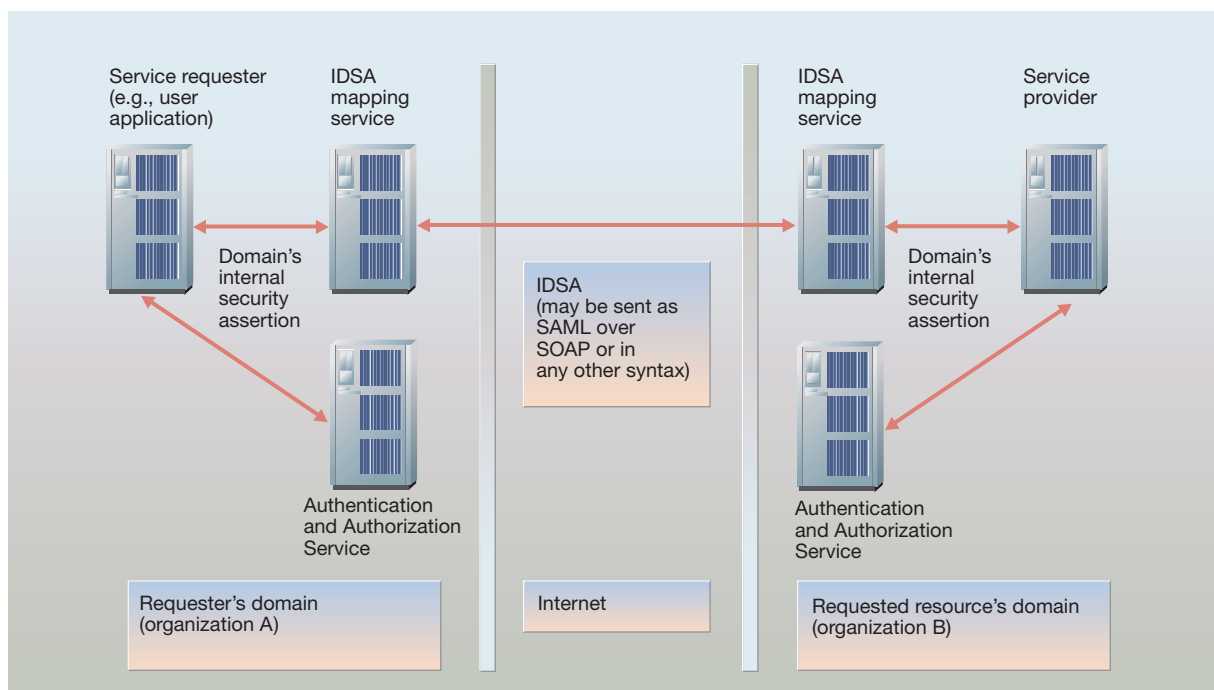 Service requester
(e.g., user
application)
IDSA
mapping
service
IDSA
mapping
service
Service
provider
Domain's
internal
security
assertion
IDSA
(may be sent as
SAML over
SOAP or in
any other syntax)
Domain's
internal
security
assertion
Authentication
and Authorization
Service
Authentication
and Authorization
Service
Requester's domain
(organization A)
Internet
Requested resource's domain
(organization B)